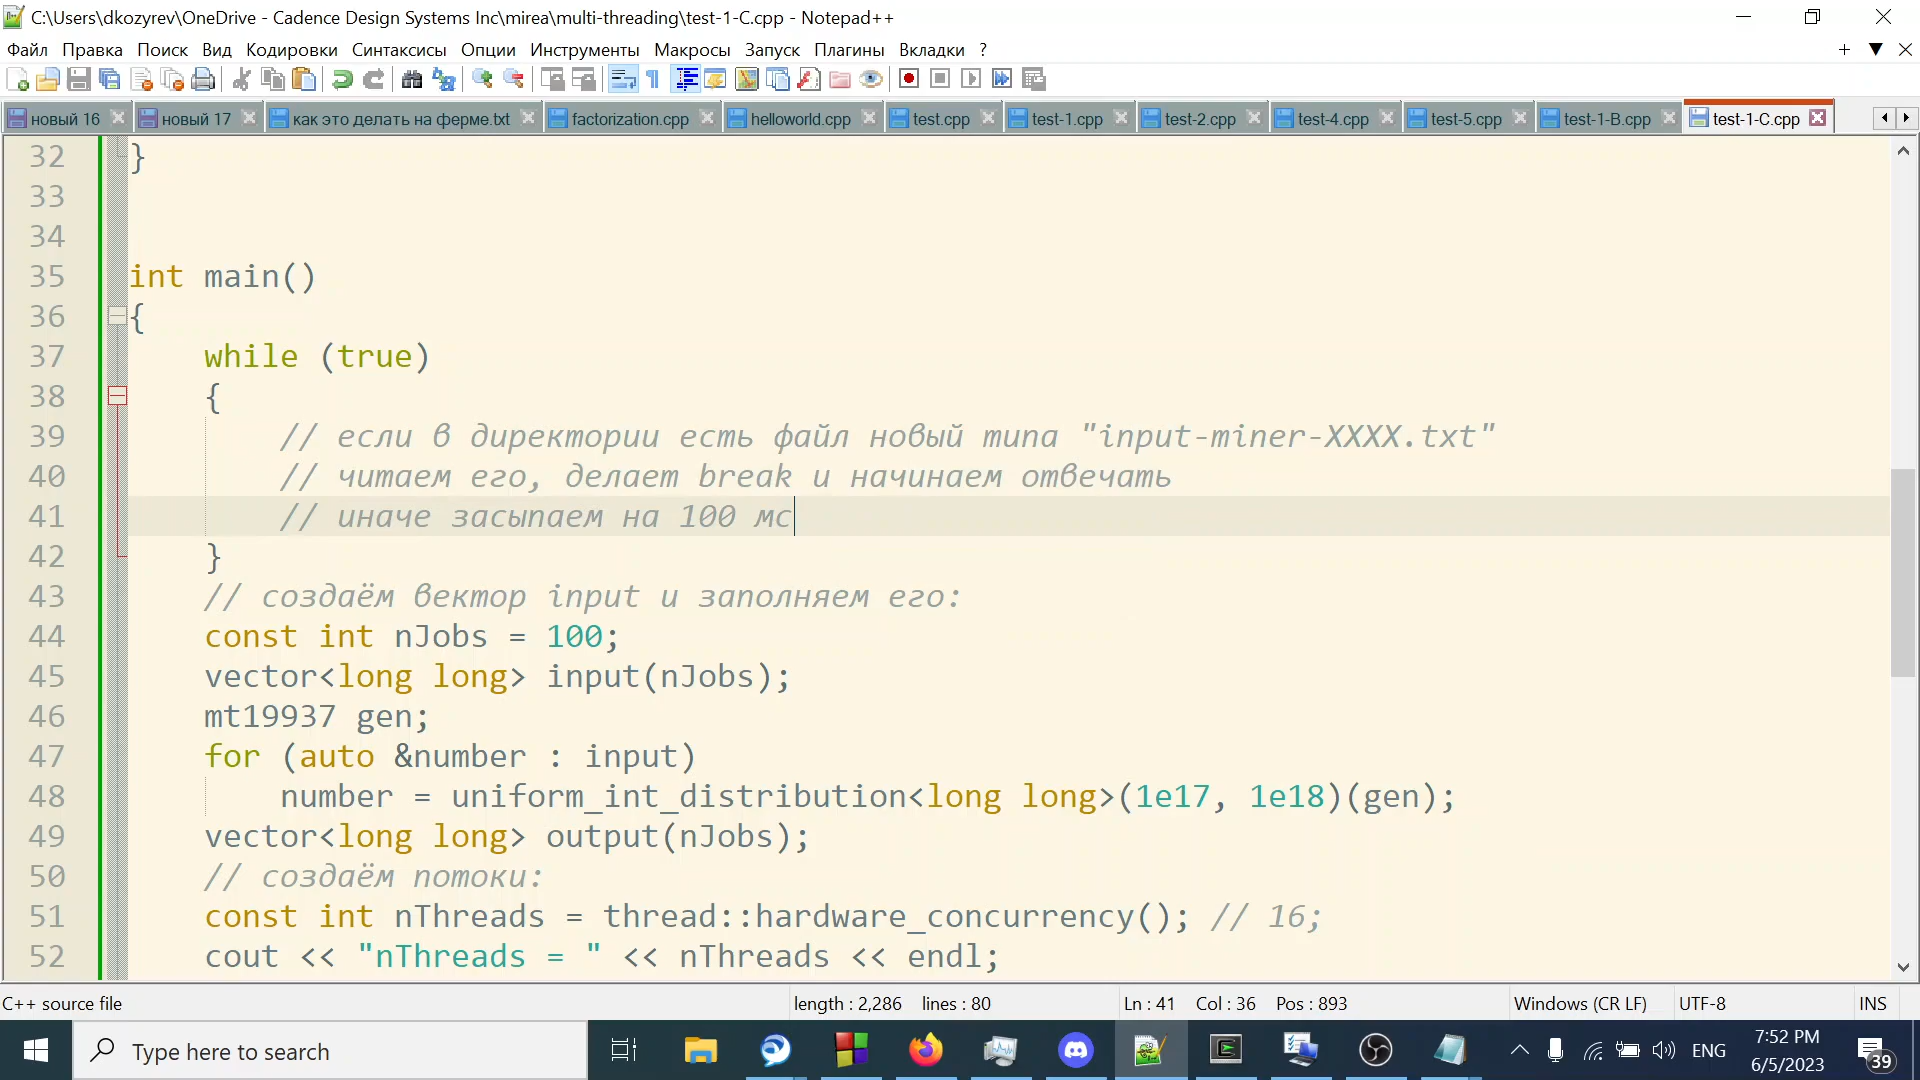 C:\Users\dkozyrev\OneDrive - Cadence Design Systems Inc\mirea\multi-threading\test-1-C.cpp - Notepad++
Файл Правка Поиск Вид Кодировки Синтаксисы Опции Инструменты Макросы Запуск Плагины Вкладки ?
новый 16 новый 17 как это делать на ферме.txt factorization.cpp helloworld.cpp test.cpp test-1.cpp test-2.cpp test-4.cpp test-5.cpp test-1-B.cpp test-1-C.cpp
32 }
33
34
35 int main()
36 {
37 while (true)
38 {
39 // если в директории есть файл новый типа "input-miner-XXXX.txt"
40 // читаем его, делает break и начинаем отвечать
41 // иначе засыпаем на 100 мс
42 }
43 // создаём вектор input и заполняем его:
44 const int nJobs = 100;
45 vector<long long> input(nJobs);
46 mt19937 gen;
47 for (auto &number : input)
48 number = uniform_int_distribution<long long>(1e17, 1e18)(gen);
49 vector<long long> output(nJobs);
50 // создаём потоки:
51 const int nThreads = thread::hardware_concurrency(); // 16;
52 cout << "nThreads = " << nThreads << endl;
C++ source file length : 2,286 lines : 80 Ln : 41 Col : 36 Pos : 893 Windows (CR LF) UTF-8 INS
Type here to search
ENG
7:52 PM
6/5/2023
39